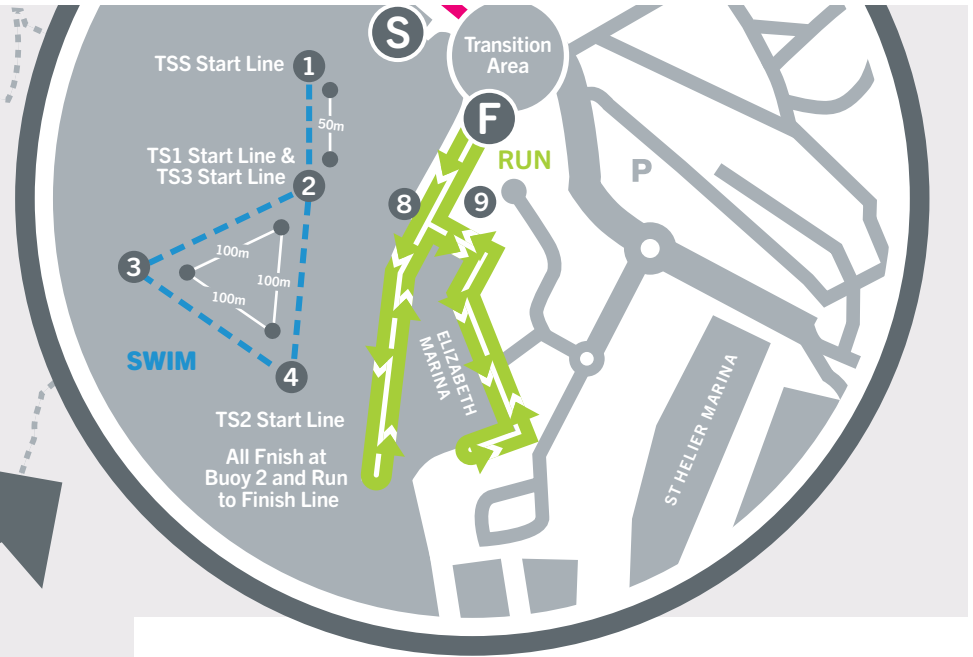 S
Transition
Area
TSS Start Line
1
50m
F
RUN
P
TS1 Start Line &
TS3 Start Line
2
8
9
3
100m
100m
100m
SWIM
4
ELIZABETH
MARINA
ST HELIER MARINA
TS2 Start Line
All Fnish at
Buoy 2 and Run
to Finish Line